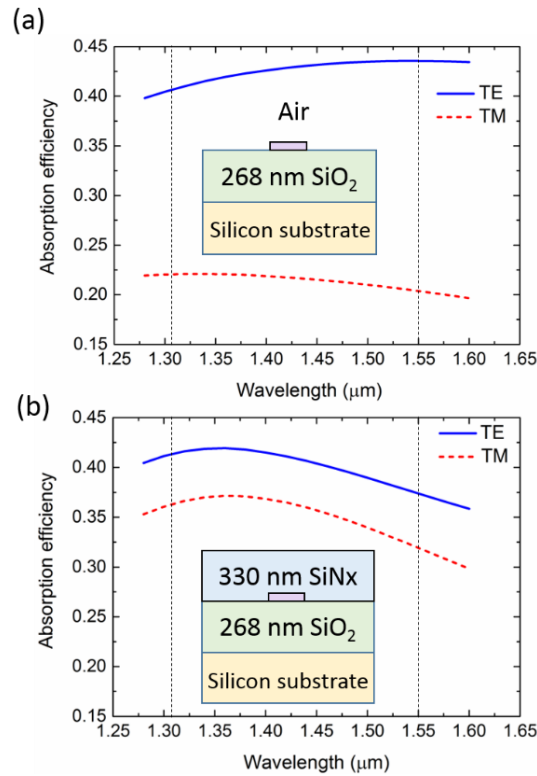 (a)
0.45
0.40
0.35
0.30
0.25
0.20
0.15
Absorption efficiency
TE
TM
Air
268 nm SiO₂
Silicon substrate
1.25 1.30 1.35 1.40 1.45 1.50 1.55 1.60 1.65
Wavelength (μm)
(b)
0.45
0.40
0.35
0.30
0.25
0.20
0.15
Absorption efficiency
TE
TM
330 nm SiNx
268 nm SiO₂
Silicon substrate
1.25 1.30 1.35 1.40 1.45 1.50 1.55 1.60 1.65
Wavelength (μm)